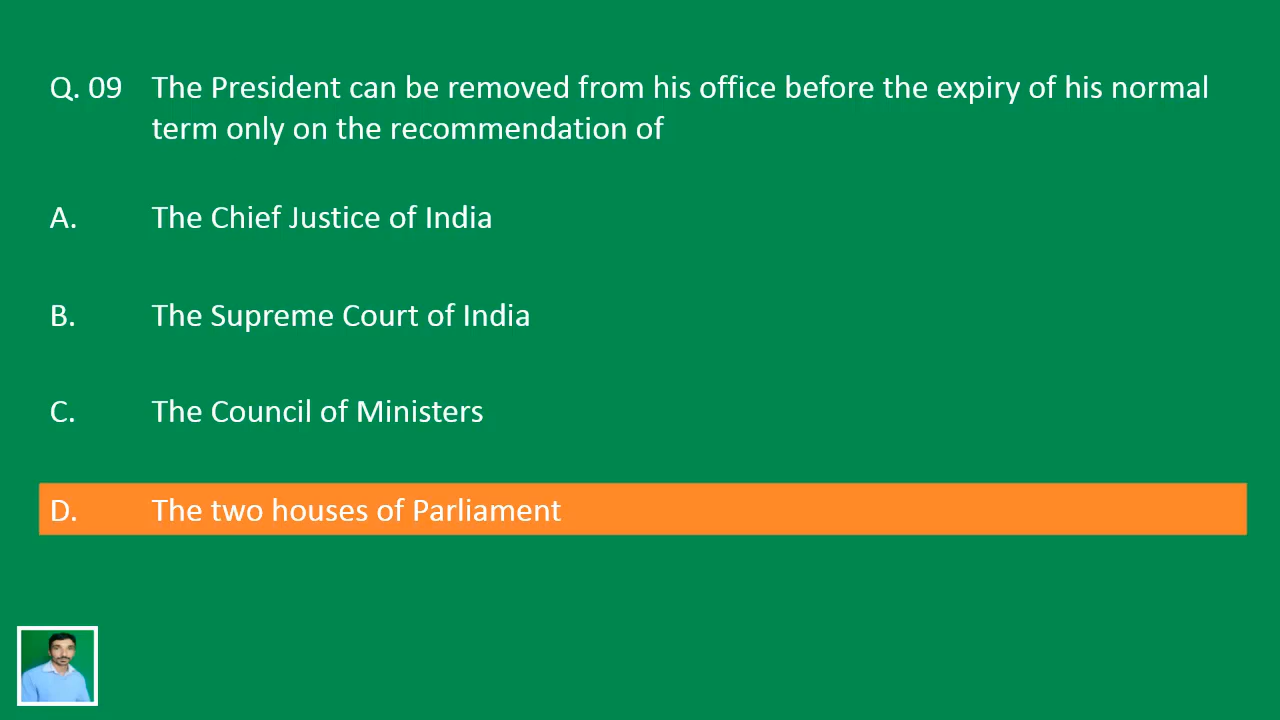 Q. 09 The President can be removed from his office before the expiry of his normal
term only on the recommendation of
A. The Chief Justice of India
B. The Supreme Court of India
C. The Council of Ministers
D. The two houses of Parliament